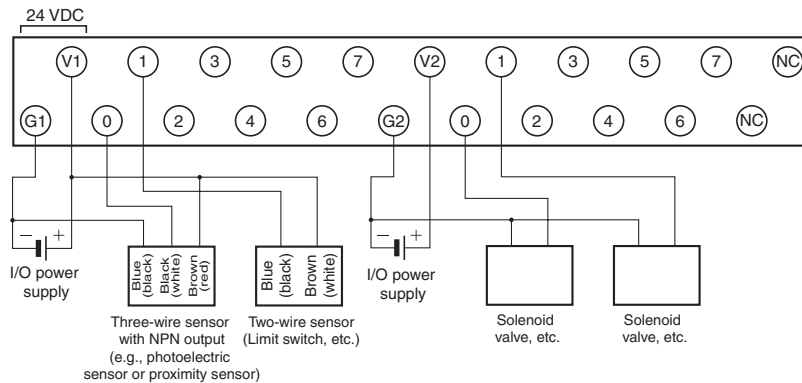 24 VDC
V1 1 3 5 7 V2 1 3 5 7 NC
G1 0 2 4 6 G2 0 2 4 6 NC
− +
I/O power
supply
Blue
(black)
Black
(white)
Brown
(red)
Three-wire sensor
with NPN output
(e.g., photoelectric
sensor or proximity sensor)
Blue
(black)
Brown
(white)
Two-wire sensor
(Limit switch, etc.)
− +
I/O power
supply
Solenoid
valve, etc.
Solenoid
valve, etc.